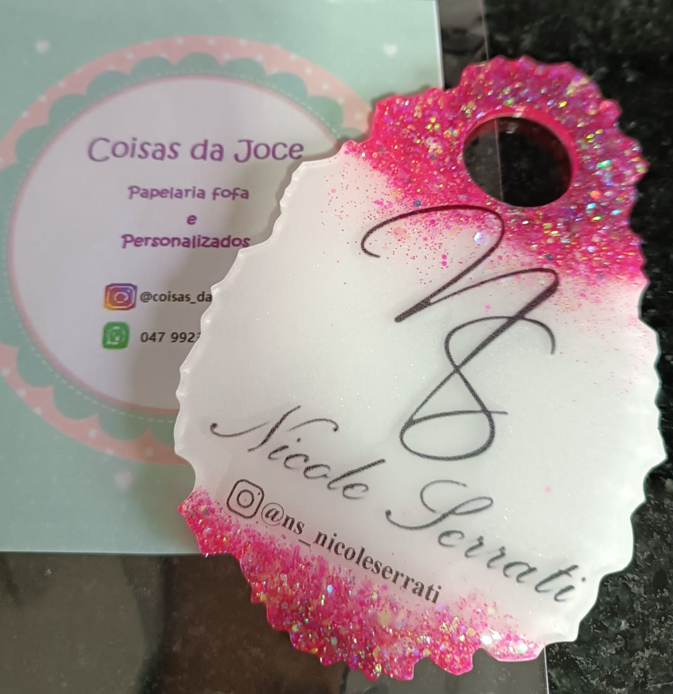 Coisas da Joce
Papelaria fofa
e
Personalizados
@coisas_da
047 992
NS
Nicole Serrati
@ns_nicoleserrati